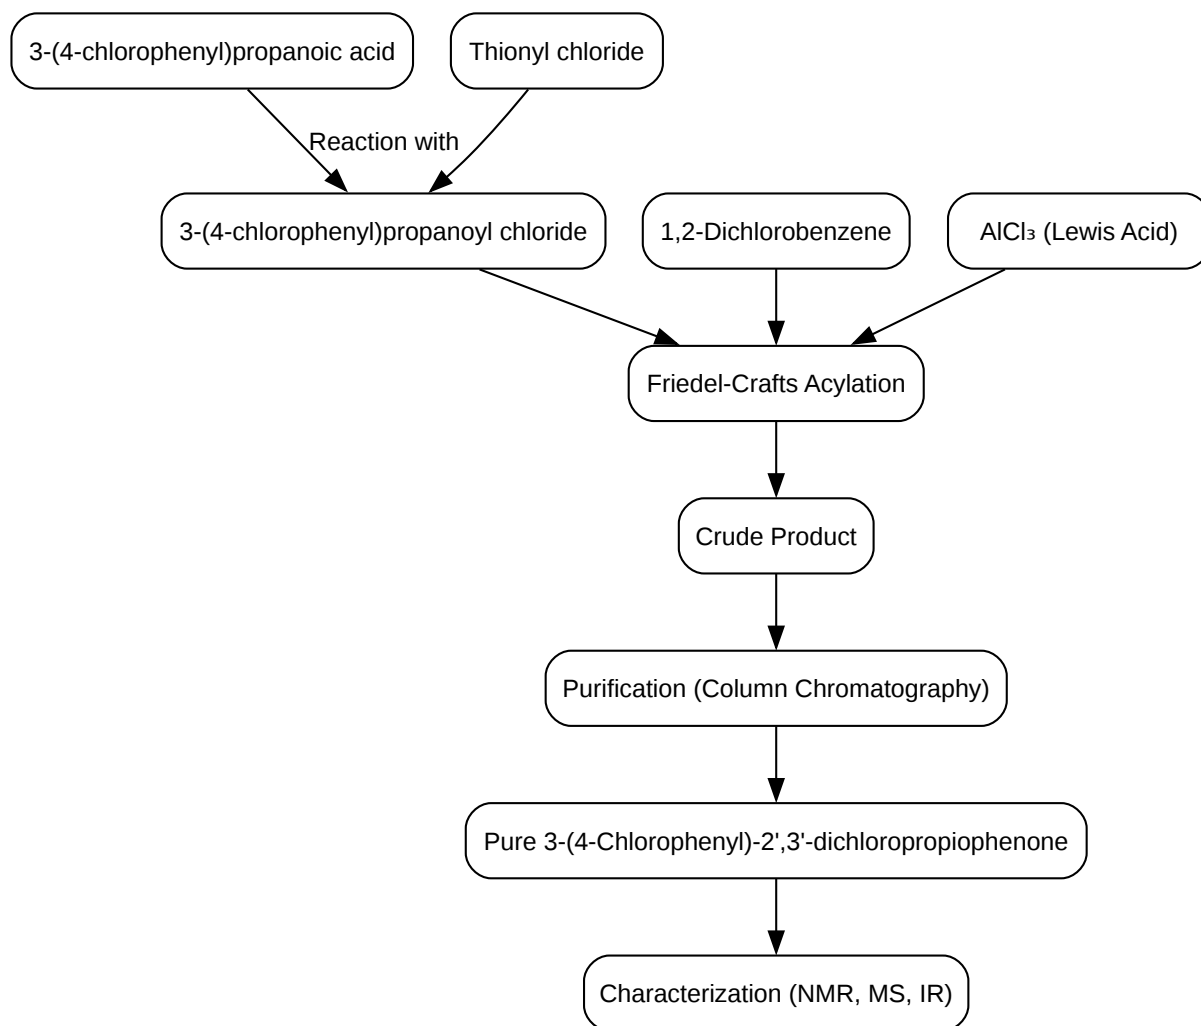 3-(4-chlorophenyl)propanoic acid
Thionyl chloride
Reaction with
3-(4-chlorophenyl)propanoyl chloride
1,2-Dichlorobenzene
AlCl₃ (Lewis Acid)
Friedel-Crafts Acylation
Crude Product
Purification (Column Chromatography)
Pure 3-(4-Chlorophenyl)-2',3'-dichloropropiophenone
Characterization (NMR, MS, IR)